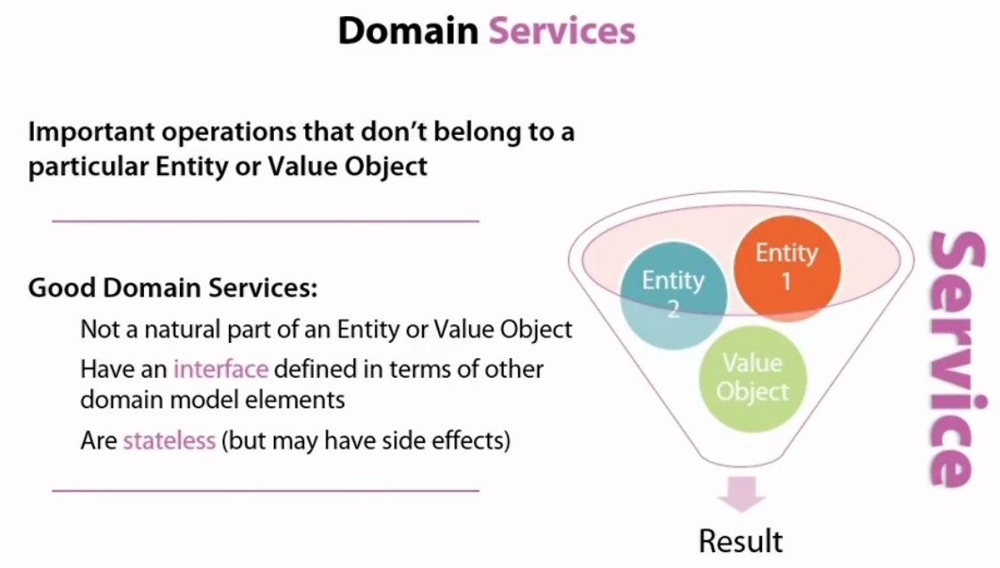 Domain Services
Important operations that don't belong to a
particular Entity or Value Object
Good Domain Services:
Not a natural part of an Entity or Value Object
Have an interface defined in terms of other
domain model elements
Are stateless (but may have side effects)
Entity
1
Entity
2
Value
Object
Result
Service